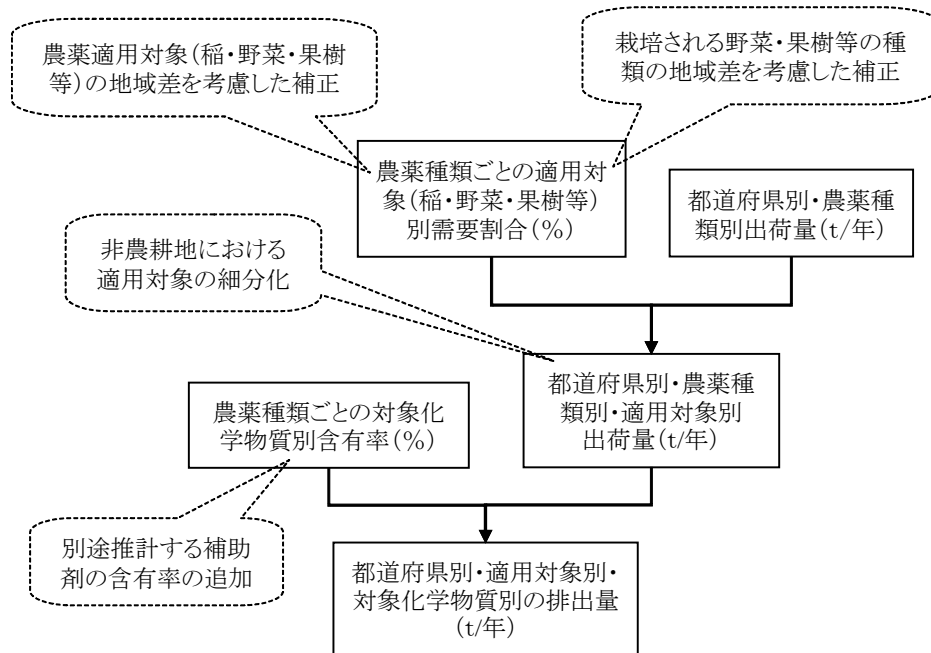 農薬適用対象(稲・野菜・果樹
等)の地域差を考慮した補正
栽培される野菜・果樹等の種
類の地域差を考慮した補正
農薬種類ごとの適用対
象(稲・野菜・果樹等)
別需要割合(%)
都道府県別・農薬種
類別出荷量(t/年)
非農耕地における
適用対象の細分化
都道府県別・農薬種
類別・適用対象別
出荷量(t/年)
農薬種類ごとの対象化
学物質別含有率(%)
別途推計する補助
剤の含有率の追加
都道府県別・適用対象別・
対象化学物質別の排出量
(t/年)